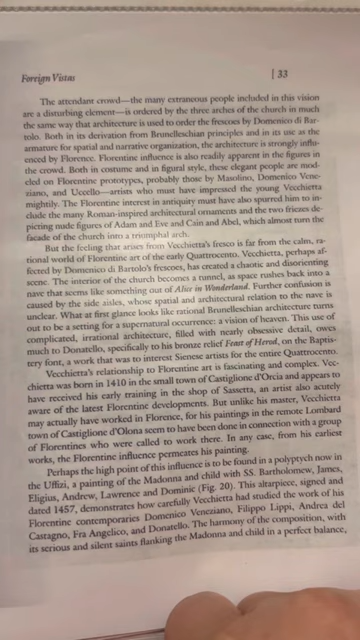 Foreign Vistas [ 33
The attendant crowd—the many extraneous people included in this vision
are a disturbing element—is ordered by the three arches of the church in much
the same way that architecture is used to order the frescoes by Domenico di Bar-
tolo. Both in its derivation from Brunelleschian principles and in its use as the
armature for spatial and narrative organization, the architecture is strongly influ-
enced by Florence. Florentine influence is also readily apparent in the figures in
the crowd. Both in costume and in figural style, these elegant people are mod-
eled on Florentine prototypes, probably those by Masolino, Domenico Vene-
ziano, and Uccello—artists who must have impressed the young Vecchietta
mightily. The Florentine interest in antiquity must have also spurred him to in-
clude the many Roman-inspired architectural ornaments and the two friezes de-
picting nude figures of Adam and Eve and Cain and Abel, which almost turn the
facade of the church into a triumphal arch.
But the feeling that arises from Vecchietta's fresco is far from the calm, ra-
tional world of Florentine art of the early Quattrocento. Vecchietta, perhaps af-
fected by Domenico di Bartolo's frescoes, has created a chaotic and disorienting
scene. The interior of the church becomes a tunnel, as space rushes back into a
nave that seems like something out of Alice in Wonderland. Further confusion is
caused by the side aisles, whose spatial and architectural relation to the nave is
unclear. What at first glance looks like rational Brunelleschian architecture turns
out to be a setting for a supernatural occurrence: a vision of heaven. This use of
complicated, irrational architecture, filled with nearly obsessive detail, owes
much to Donatello, specifically to his bronze relief Feast of Herod, on the Baptis-
tery font, a work that was to interest Sienese artists for the entire Quattrocento.
Vecchietta's relationship to Florentine art is fascinating and complex. Vec-
chietta was born in 1410 in the small town of Castiglione d'Orcia and appears to
have received his early training in the shop of Sassetta, an artist also acutely
aware of the latest Florentine developments. But unlike his master, Vecchietta
may actually have worked in Florence, for his paintings in the remote Lombard
town of Castiglione d'Olona seem to have been done in connection with a group
of Florentines who were called to work there. In any case, from his earliest
works, the Florentine influence permeates his painting.
Perhaps the high point of this influence is to be found in a polyptych now in
the Uffizi, a painting of the Madonna and child with SS. Bartholomew, James,
Eligius, Andrew, Lawrence and Dominic (Fig. 20). This altarpiece, signed and
dated 1457, demonstrates how carefully Vecchietta had studied the work of his
Florentine contemporaries Domenico Veneziano, Filippo Lippi, Andrea del
Castagno, Fra Angelico, and Donatello. The harmony of the composition, with
its serious and silent saints flanking the Madonna and child in a perfect balance,